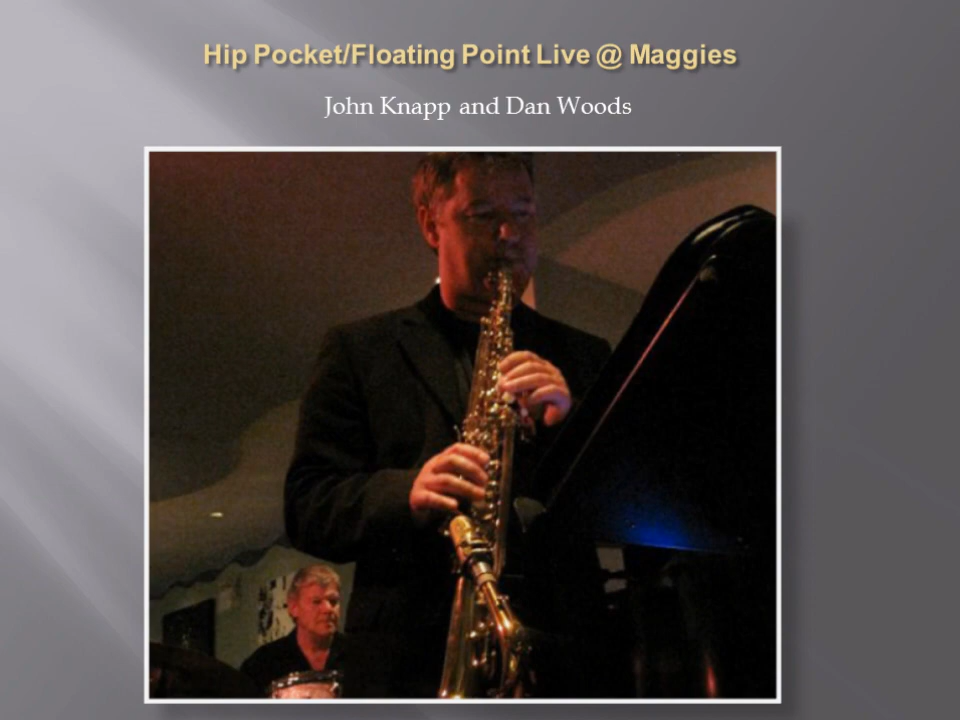 Hip Pocket/Floating Point Live @ Maggies
John Knapp and Dan Woods